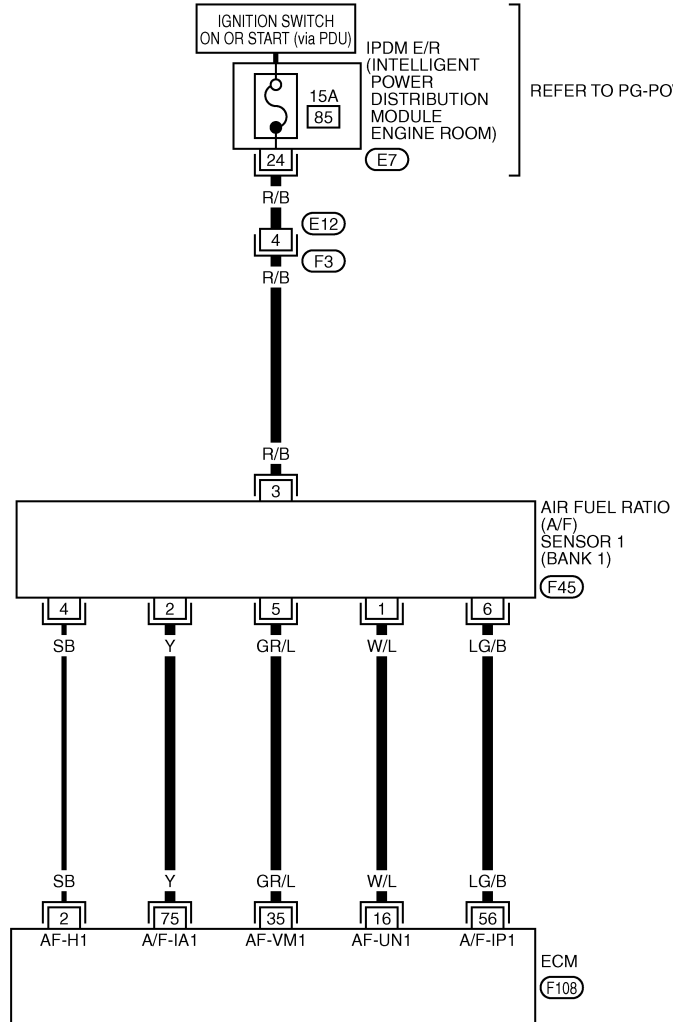 IGNITION SWITCH
ON OR START (via PDU)
IPDM E/R
(INTELLIGENT
POWER
DISTRIBUTION
MODULE
ENGINE ROOM)
REFER TO PG-PO
15A
85
24
E7
R/B
E12
4
F3
R/B
R/B
3
AIR FUEL RATIO
(A/F)
SENSOR 1
(BANK 1)
F45
4 2 5 1 6
SB Y GR/L W/L LG/B
SB Y GR/L W/L LG/B
2 75 35 16 56
AF-H1 A/F-IA1 AF-VM1 AF-UN1 A/F-IP1
ECM
F108